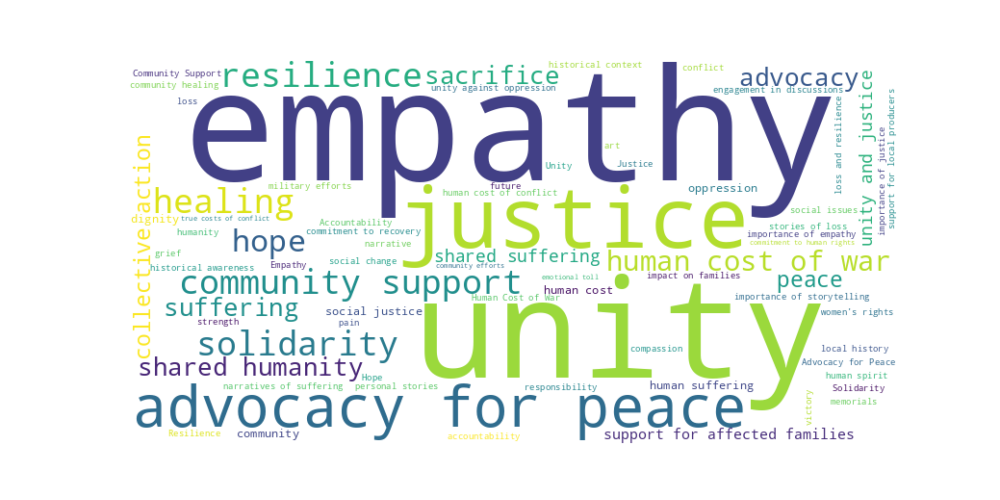 Community Support
resilience
sacrifice
historical context
conflict
advocacy
community healing
unity against oppression
engagement in discussions
loss
empathy
art
Unity
Justice
loss and resilience
unity and justice
importance of justice
support for local producers
collective action
military efforts
future
human cost of conflict
oppression
healing
justice
dignity
true costs of conflict
Accountability
social issues
stories of loss
humanity
hope
commitment to recovery
narrative
importance of empathy
commitment to human rights
grief
shared suffering
human cost of war
historical awareness
Empathy
social change
community efforts
emotional toll
impact on families
peace
community support
human cost
Human Cost of War
unity
importance of storytelling
suffering
social justice
women's rights
strength
pain
solidarity
compassion
local history
shared humanity
Advocacy for Peace
Hope
human spirit
narratives of suffering
personal stories
responsibility
human suffering
Solidarity
advocacy for peace
victory
memorials
Resilience
community
accountability
support for affected families